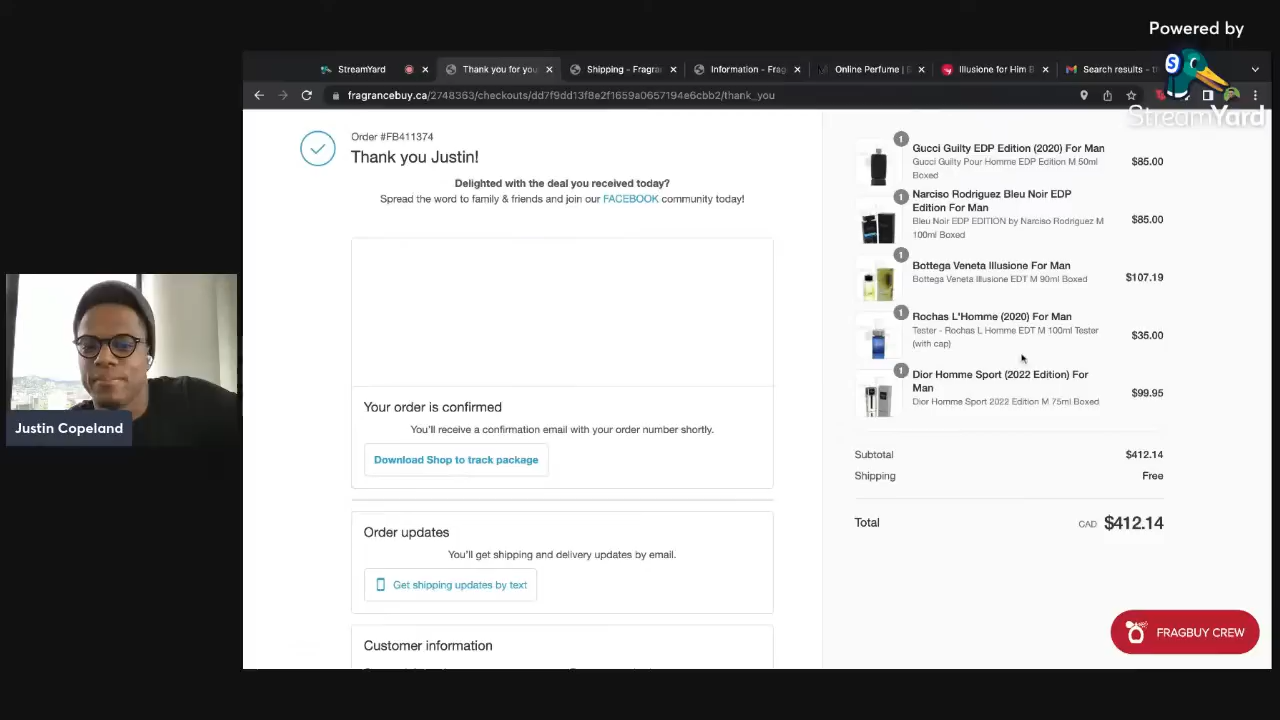 Powered by
StreamYard
StreamYard
Thank you for you
Shipping - Fragra
Information - Frag
Online Perfume | B
Illusione for Him B
Search results - t
fragrancebuy.ca/2748363/checkouts/dd7f9dd13f8e2f1659a0657194e6cbb2/thank_you
Order #FB411374
Thank you Justin!
Delighted with the deal you received today?
Spread the word to family & friends and join our FACEBOOK community today!
Your order is confirmed
You'll receive a confirmation email with your order number shortly.
Download Shop to track package
Order updates
You'll get shipping and delivery updates by email.
Get shipping updates by text
Customer information
1
Gucci Guilty EDP Edition (2020) For Man
Gucci Guilty Pour Homme EDP Edition M 50ml
Boxed
$85.00
1
Narciso Rodriguez Bleu Noir EDP
Edition For Man
Bleu Noir EDP EDITION by Narciso Rodriguez M
100ml Boxed
$85.00
1
Bottega Veneta Illusione For Man
Bottega Veneta Illusione EDT M 90ml Boxed
$107.19
1
Rochas L'Homme (2020) For Man
Tester - Rochas L Homme EDT M 100ml Tester
(with cap)
$35.00
1
Dior Homme Sport (2022 Edition) For
Man
Dior Homme Sport 2022 Edition M 75ml Boxed
$99.95
Subtotal $412.14
Shipping Free
Total CAD $412.14
FRAGBUY CREW
Justin Copeland